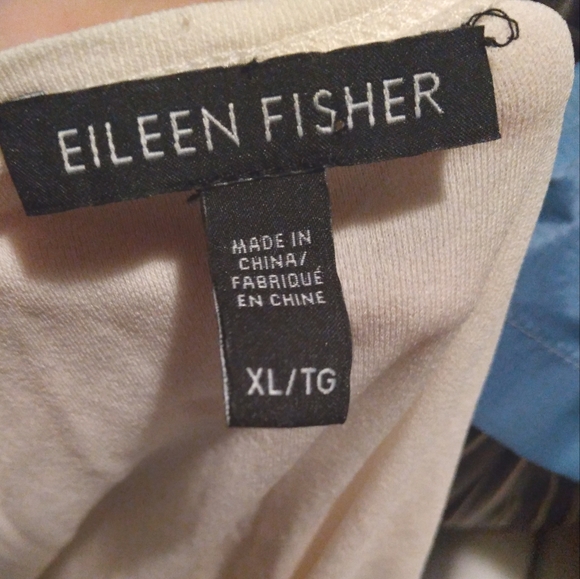 EILEEN FISHER
MADE IN
CHINA/
FABRIQUÉ
EN CHINE
XL/TG